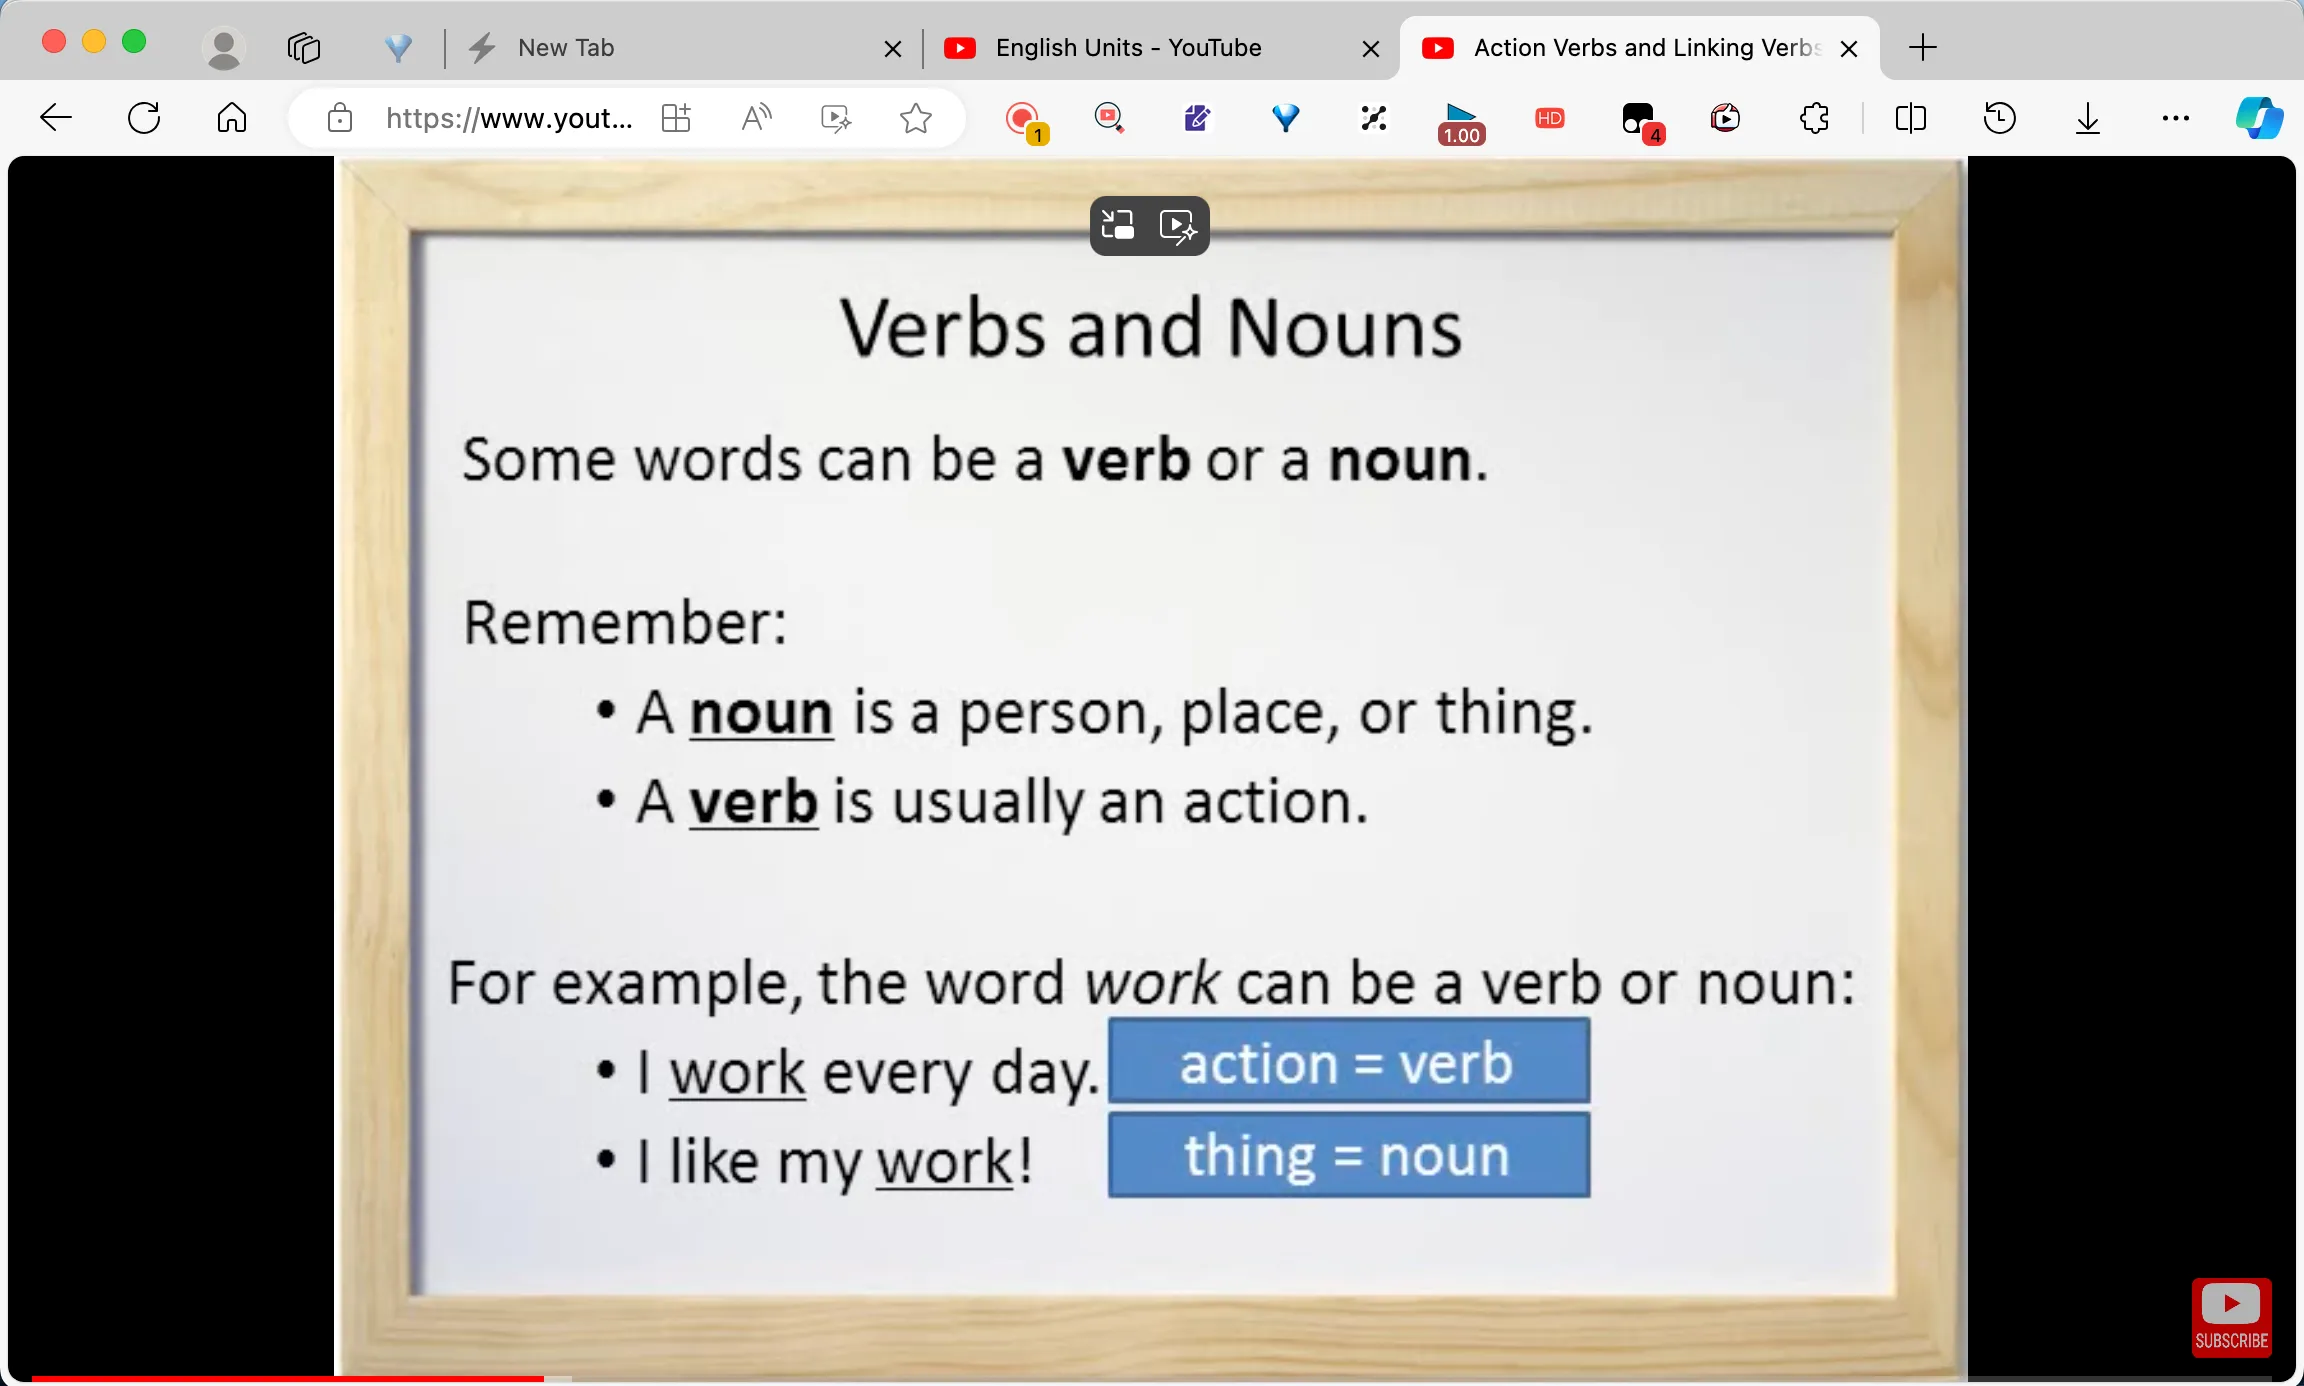 New Tab
English Units - YouTube
Action Verbs and Linking Verbs
https://www.yout...
1
1.00
HD
4
Verbs and Nouns
Some words can be a verb or a noun.
Remember:
• A noun is a person, place, or thing.
• A verb is usually an action.
For example, the word work can be a verb or noun:
• I work every day. action = verb
• I like my work! thing = noun
SUBSCRIBE